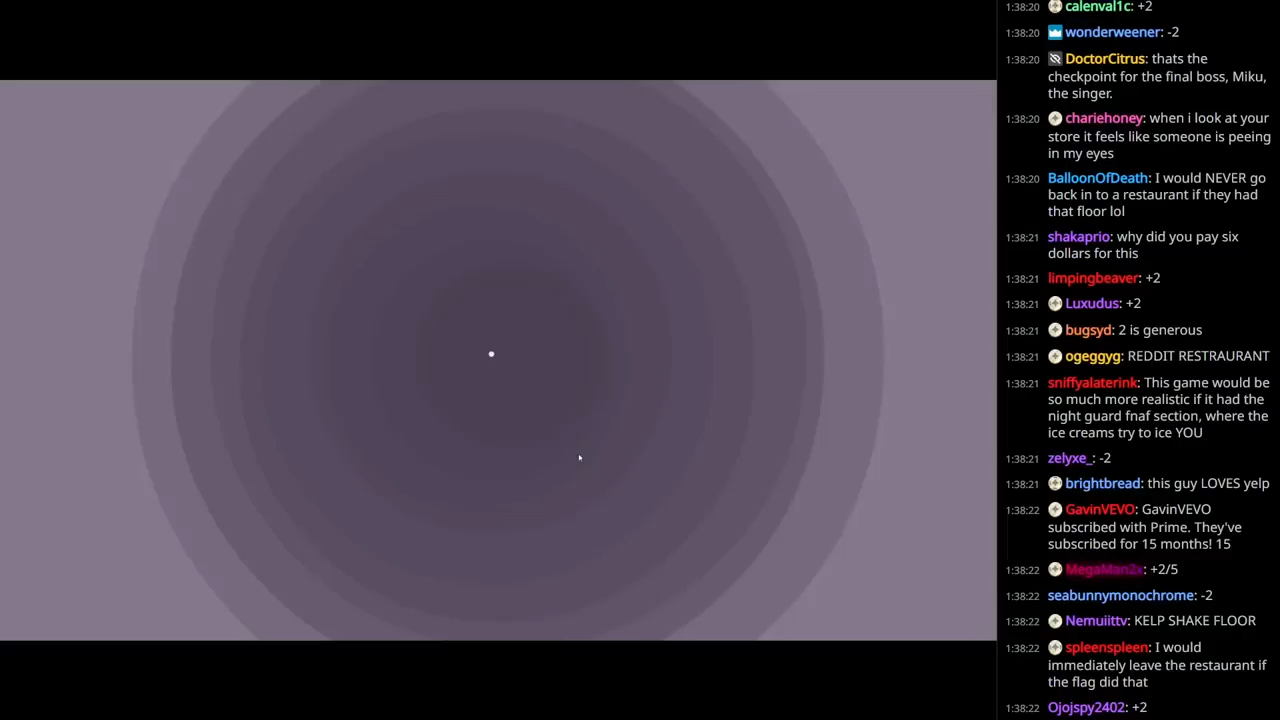 1:38:20 calenval1c: +2
1:38:20 wonderweener: -2
1:38:20 DoctorCitrus: thats the
checkpoint for the final boss, Miku,
the singer.
1:38:20 chariehoney: when i look at your
store it feels like someone is peeing
in my eyes
1:38:20 BalloonOfDeath: I would NEVER go
back in to a restaurant if they had
that floor lol
1:38:21 shakaprio: why did you pay six
dollars for this
1:38:21 limpingbeaver: +2
1:38:21 Luxudus: +2
1:38:21 bugsyd: 2 is generous
1:38:21 ogeggyg: REDDIT RESTRAURANT
1:38:21 sniffyalaterink: This game would be
so much more realistic if it had the
night guard fnaf section, where the
ice creams try to ice YOU
1:38:21 zelyxe_: -2
1:38:21 brightbread: this guy LOVES yelp
1:38:22 GavinVEVO: GavinVEVO
subscribed with Prime. They've
subscribed for 15 months! 15
1:38:22 MegaMan2x: +2/5
1:38:22 seabunnymonochrome: -2
1:38:22 Nemuiittv: KELP SHAKE FLOOR
1:38:22 spleenspleen: I would
immediately leave the restaurant if
the flag did that
1:38:22 Ojojspy2402: +2